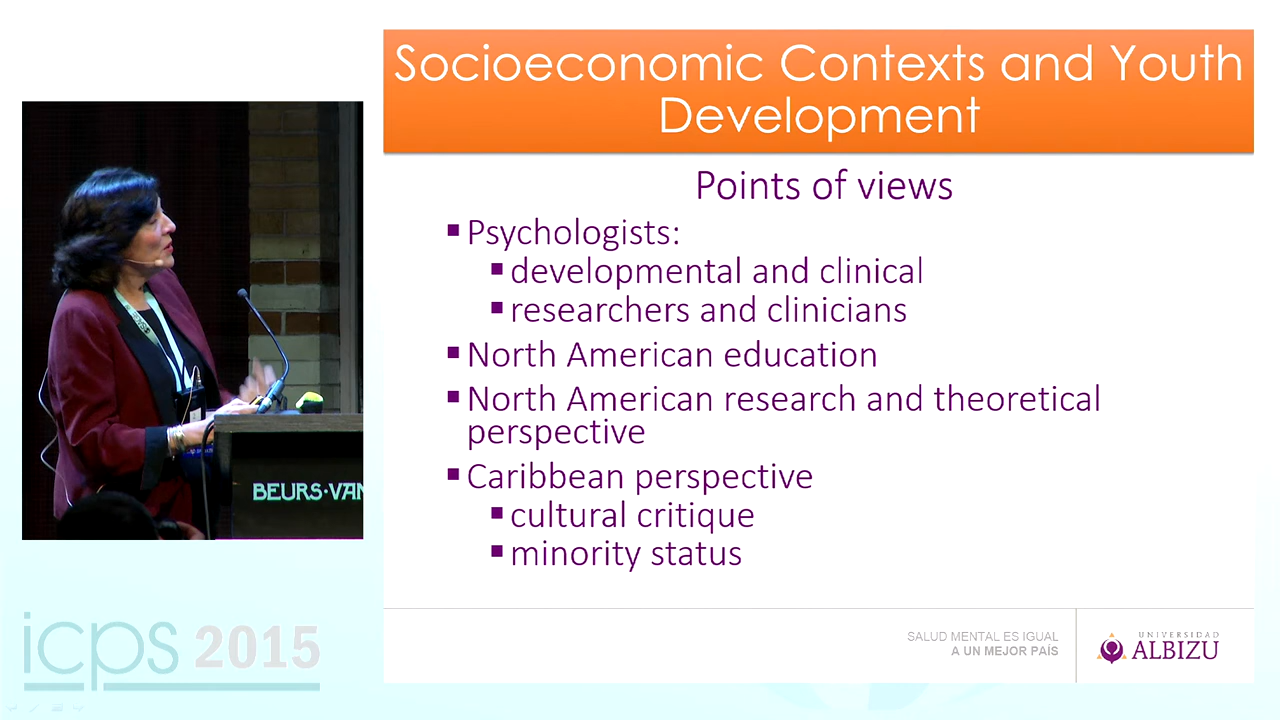 Socioeconomic Contexts and Youth
Development
Points of views
▪ Psychologists:
▪ developmental and clinical
▪ researchers and clinicians
▪ North American education
▪ North American research and theoretical
perspective
▪ Caribbean perspective
▪ cultural critique
▪ minority status
BEURS·VAN
icps 2015
SALUD MENTAL ES IGUAL
A UN MEJOR PAÍS
UNIVERSIDAD
ALBIZU